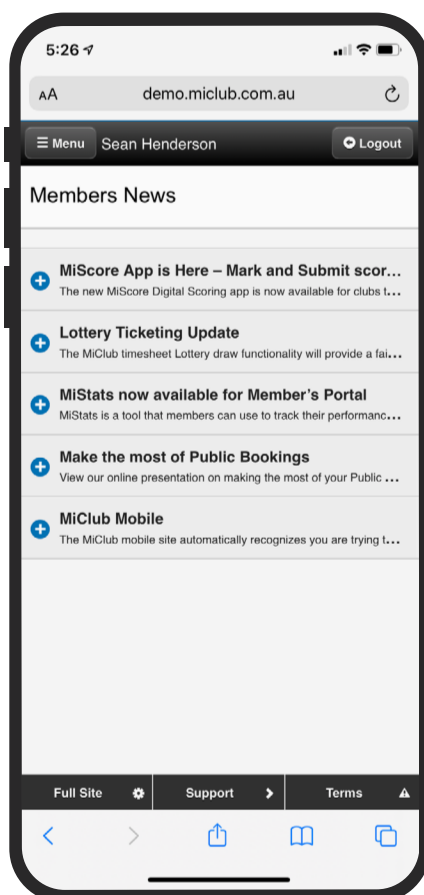 5:26
AA demo.miclub.com.au
Menu Sean Henderson Logout
Members News
MiScore App is Here – Mark and Submit scor...
The new MiScore Digital Scoring app is now available for clubs t...
Lottery Ticketing Update
The MiClub timesheet Lottery draw functionality will provide a fai...
MiStats now available for Member's Portal
MiStats is a tool that members can use to track their performanc...
Make the most of Public Bookings
View our online presentation on making the most of your Public ...
MiClub Mobile
The MiClub mobile site automatically recognizes you are trying t...
Full Site Support Terms